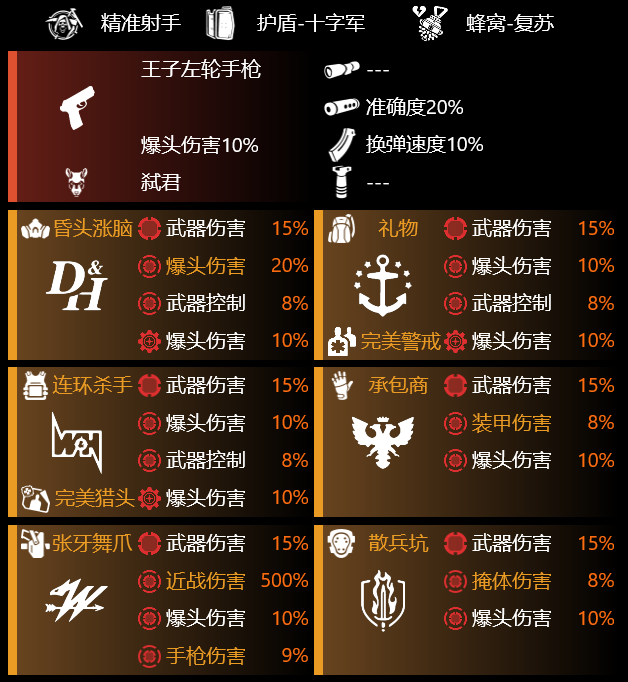 精准射手 护盾-十字军 蜂窝-复苏
王子左轮手枪
爆头伤害10%
弑君
---
准确度20%
换弹速度10%
---
昏头涨脑 武器伤害 15%
爆头伤害 20%
D&H
武器控制 8%
爆头伤害 10%
礼物 武器伤害 15%
爆头伤害 10%
武器控制 8%
完美警戒 爆头伤害 10%
连环杀手 武器伤害 15%
爆头伤害 10%
武器控制 8%
完美猎头 爆头伤害 10%
承包商 武器伤害 15%
装甲伤害 8%
爆头伤害 10%
张牙舞爪 武器伤害 15%
近战伤害 500%
爆头伤害 10%
手枪伤害 9%
散兵坑 武器伤害 15%
掩体伤害 8%
爆头伤害 10%